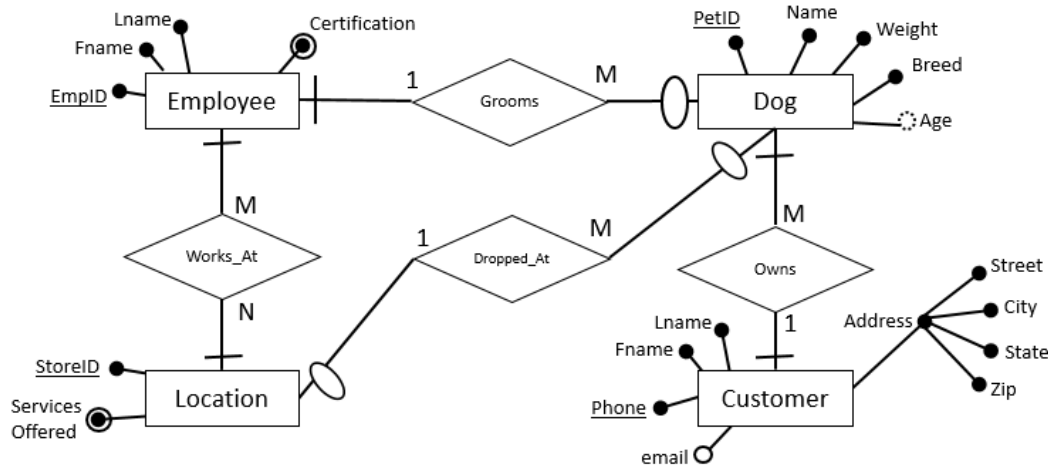 Lname
Certification
Fname
EmpID
Employee
1
Grooms
M
PetID
Name
Weight
Breed
Dog
Age
M
Works_At
N
1
Dropped_At
M
M
Owns
1
StoreID
Services
Offered
Location
Lname
Fname
Phone
email
Customer
Address
Street
City
State
Zip